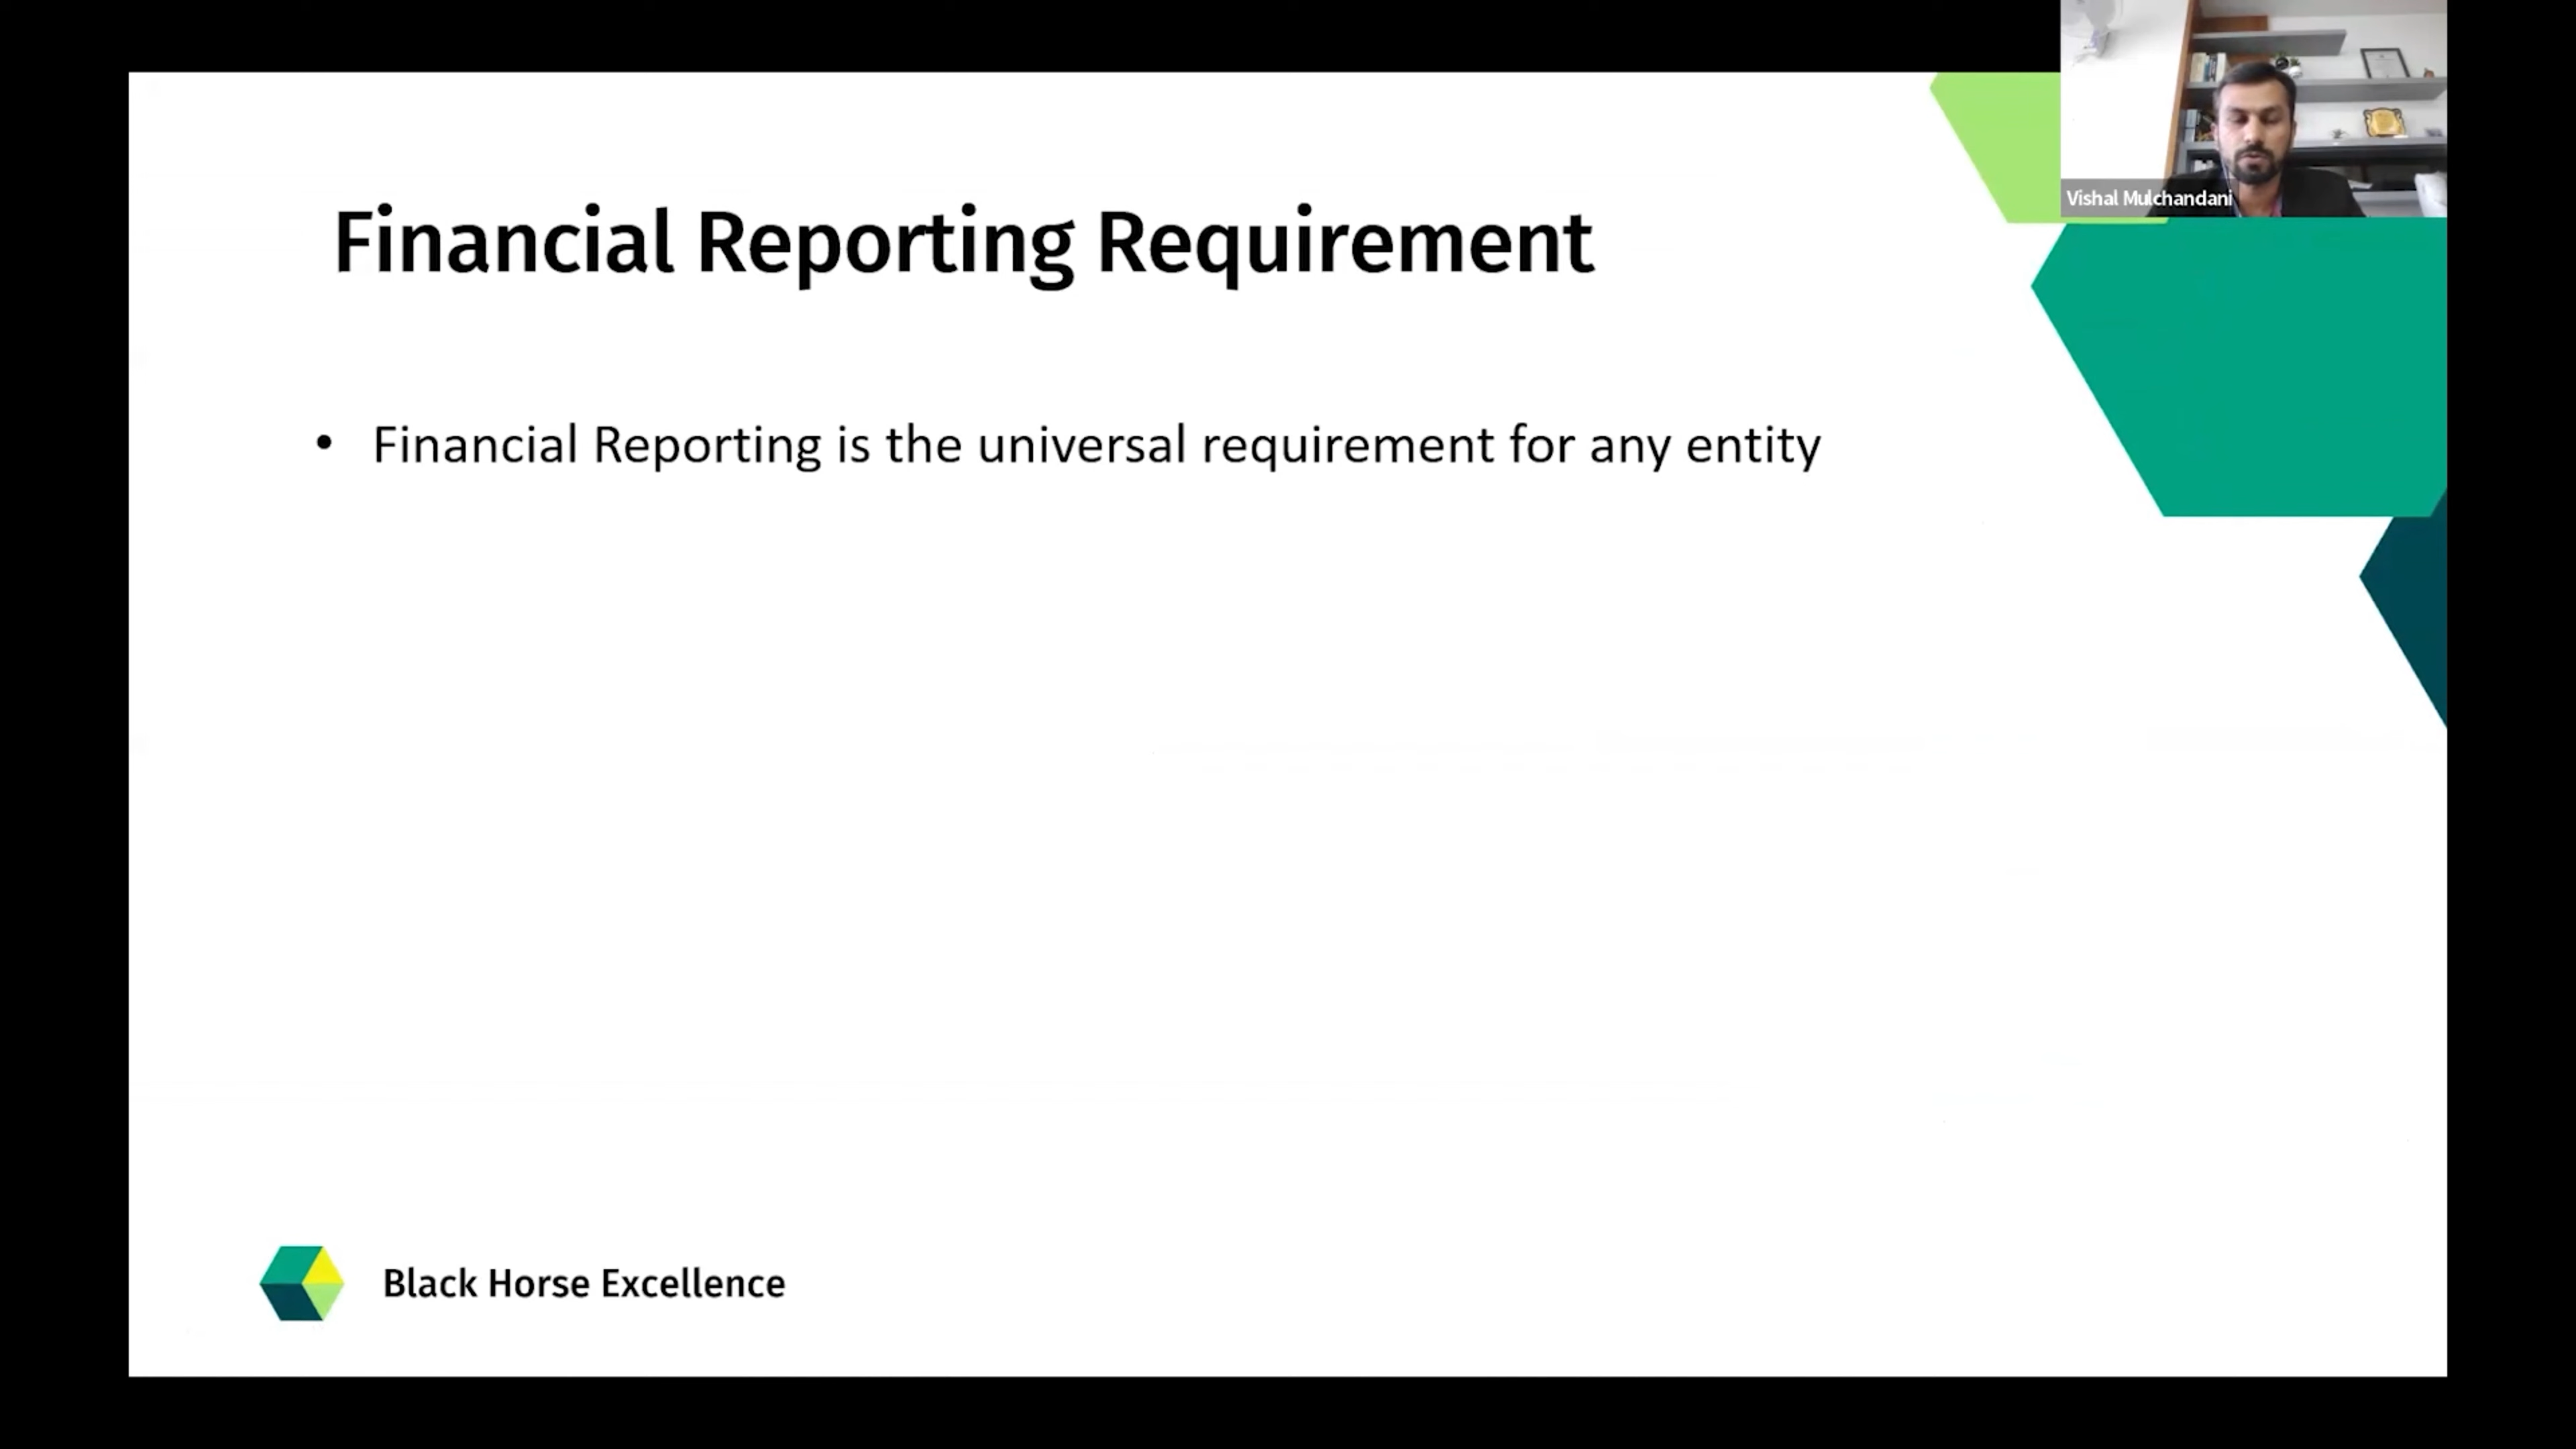 Vishal Mulchandani
Financial Reporting Requirement
• Financial Reporting is the universal requirement for any entity
Black Horse Excellence